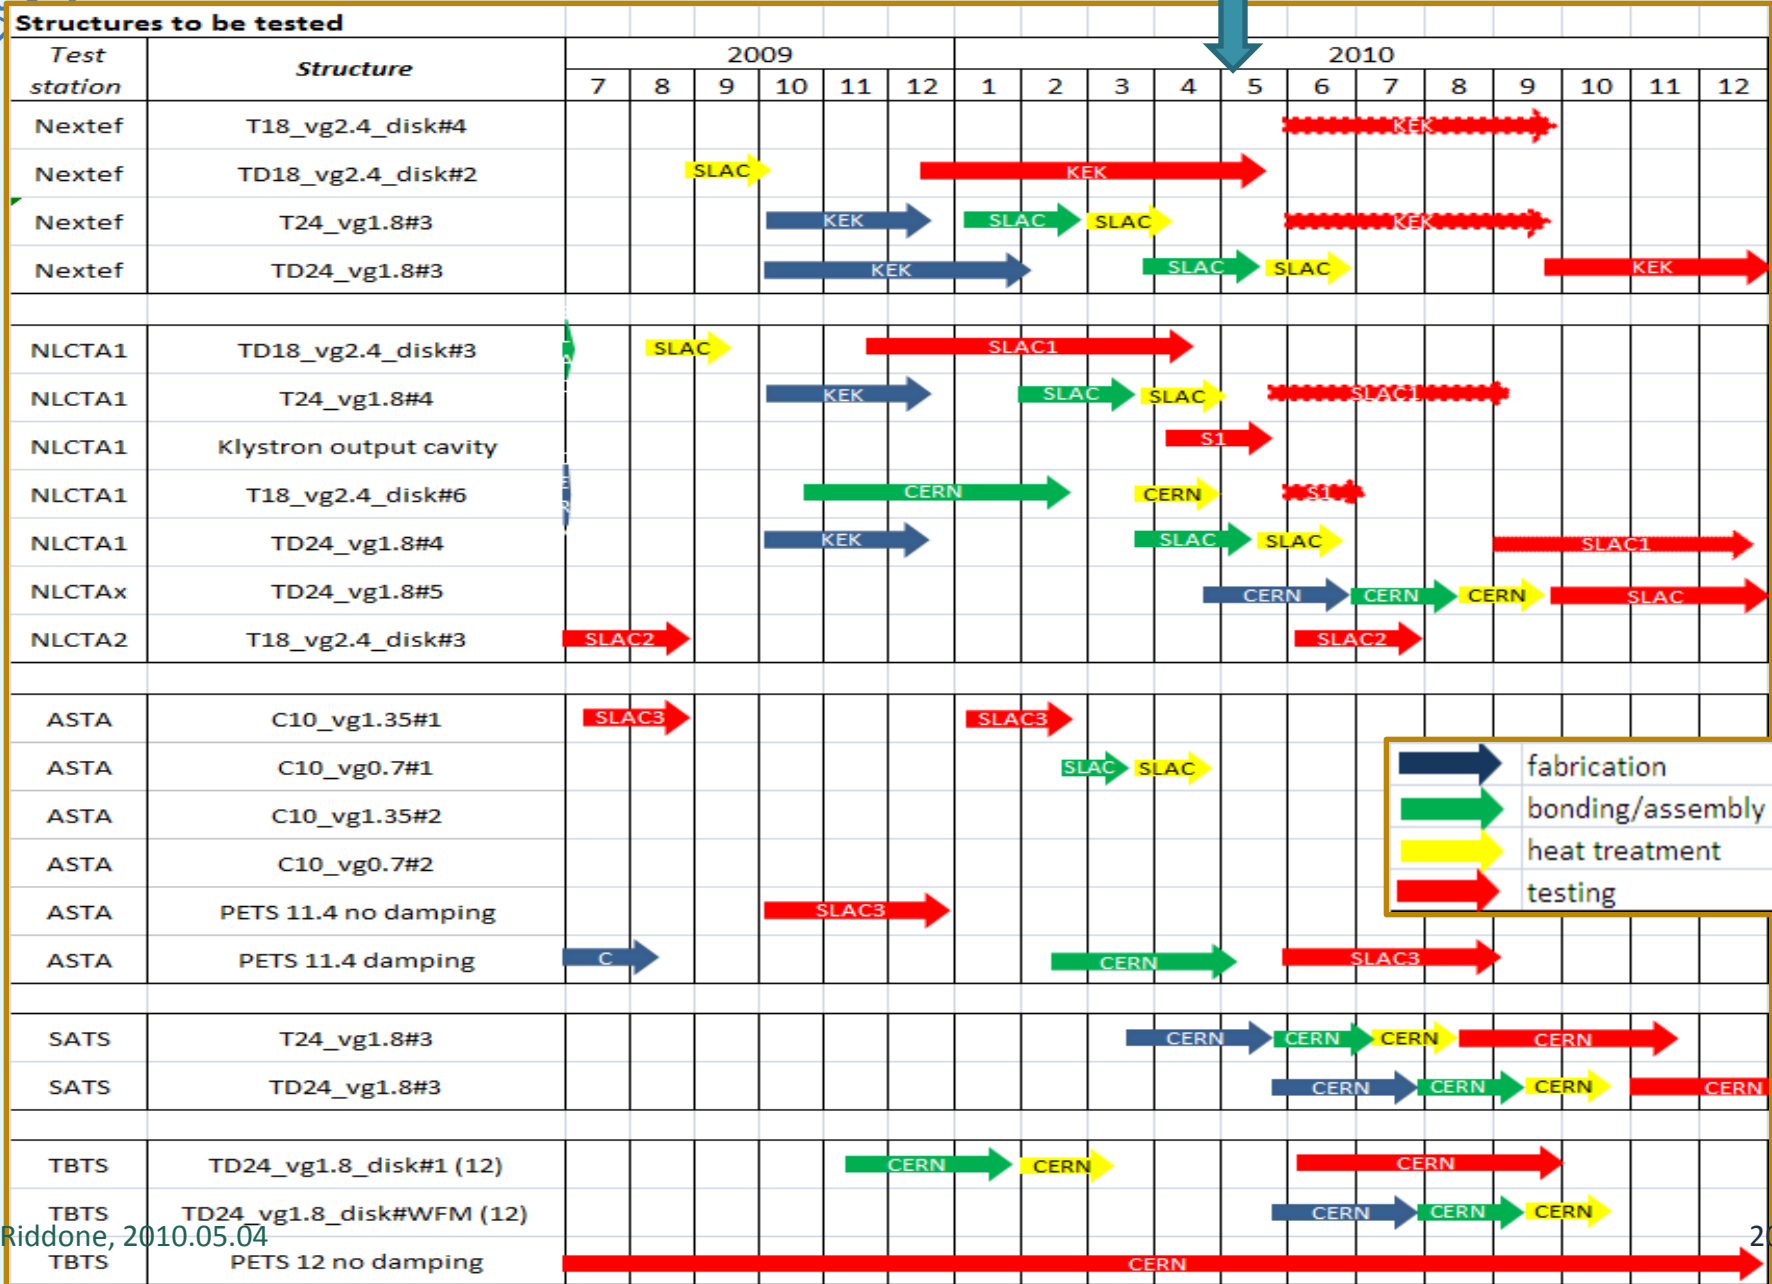 Structures to be tested
Test station Structure 2009 2010
7 8 9 10 11 12 1 2 3 4 5 6 7 8 9 10 11 12
Nextef T18_vg2.4_disk#4 KEK
Nextef TD18_vg2.4_disk#2 SLAC KEK
Nextef T24_vg1.8#3 KEK SLAC SLAC KEK
Nextef TD24_vg1.8#3 KEK SLAC SLAC KEK
NLCTA1 TD18_vg2.4_disk#3 SLAC SLAC1
NLCTA1 T24_vg1.8#4 KEK SLAC SLAC SLAC1
NLCTA1 Klystron output cavity S1
NLCTA1 T18_vg2.4_disk#6 CERN CERN S1
NLCTA1 TD24_vg1.8#4 KEK SLAC SLAC SLAC1
NLCTAx TD24_vg1.8#5 CERN CERN CERN SLAC
NLCTA2 T18_vg2.4_disk#3 SLAC2 SLAC2
ASTA C10_vg1.35#1 SLAC3 SLAC3
ASTA C10_vg0.7#1 SLAC SLAC
ASTA C10_vg1.35#2
ASTA C10_vg0.7#2
ASTA PETS 11.4 no damping SLAC3
ASTA PETS 11.4 damping C CERN SLAC3
fabrication
bonding/assembly
heat treatment
testing
SATS T24_vg1.8#3 CERN CERN CERN CERN
SATS TD24_vg1.8#3 CERN CERN CERN CERN
TBTS TD24_vg1.8_disk#1 (12) CERN CERN CERN
TBTS TD24_vg1.8_disk#WFM (12) CERN CERN CERN
Riddone, 2010.05.04
TBTS PETS 12 no damping CERN